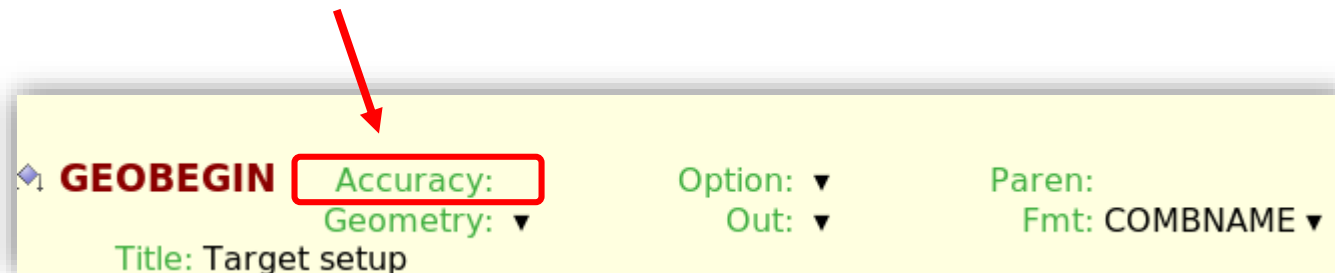 GEOBEGIN Accuracy: Option: ▼ Paren:
Geometry: ▼ Out: ▼ Fmt: COMBNAME ▼
Title: Target setup